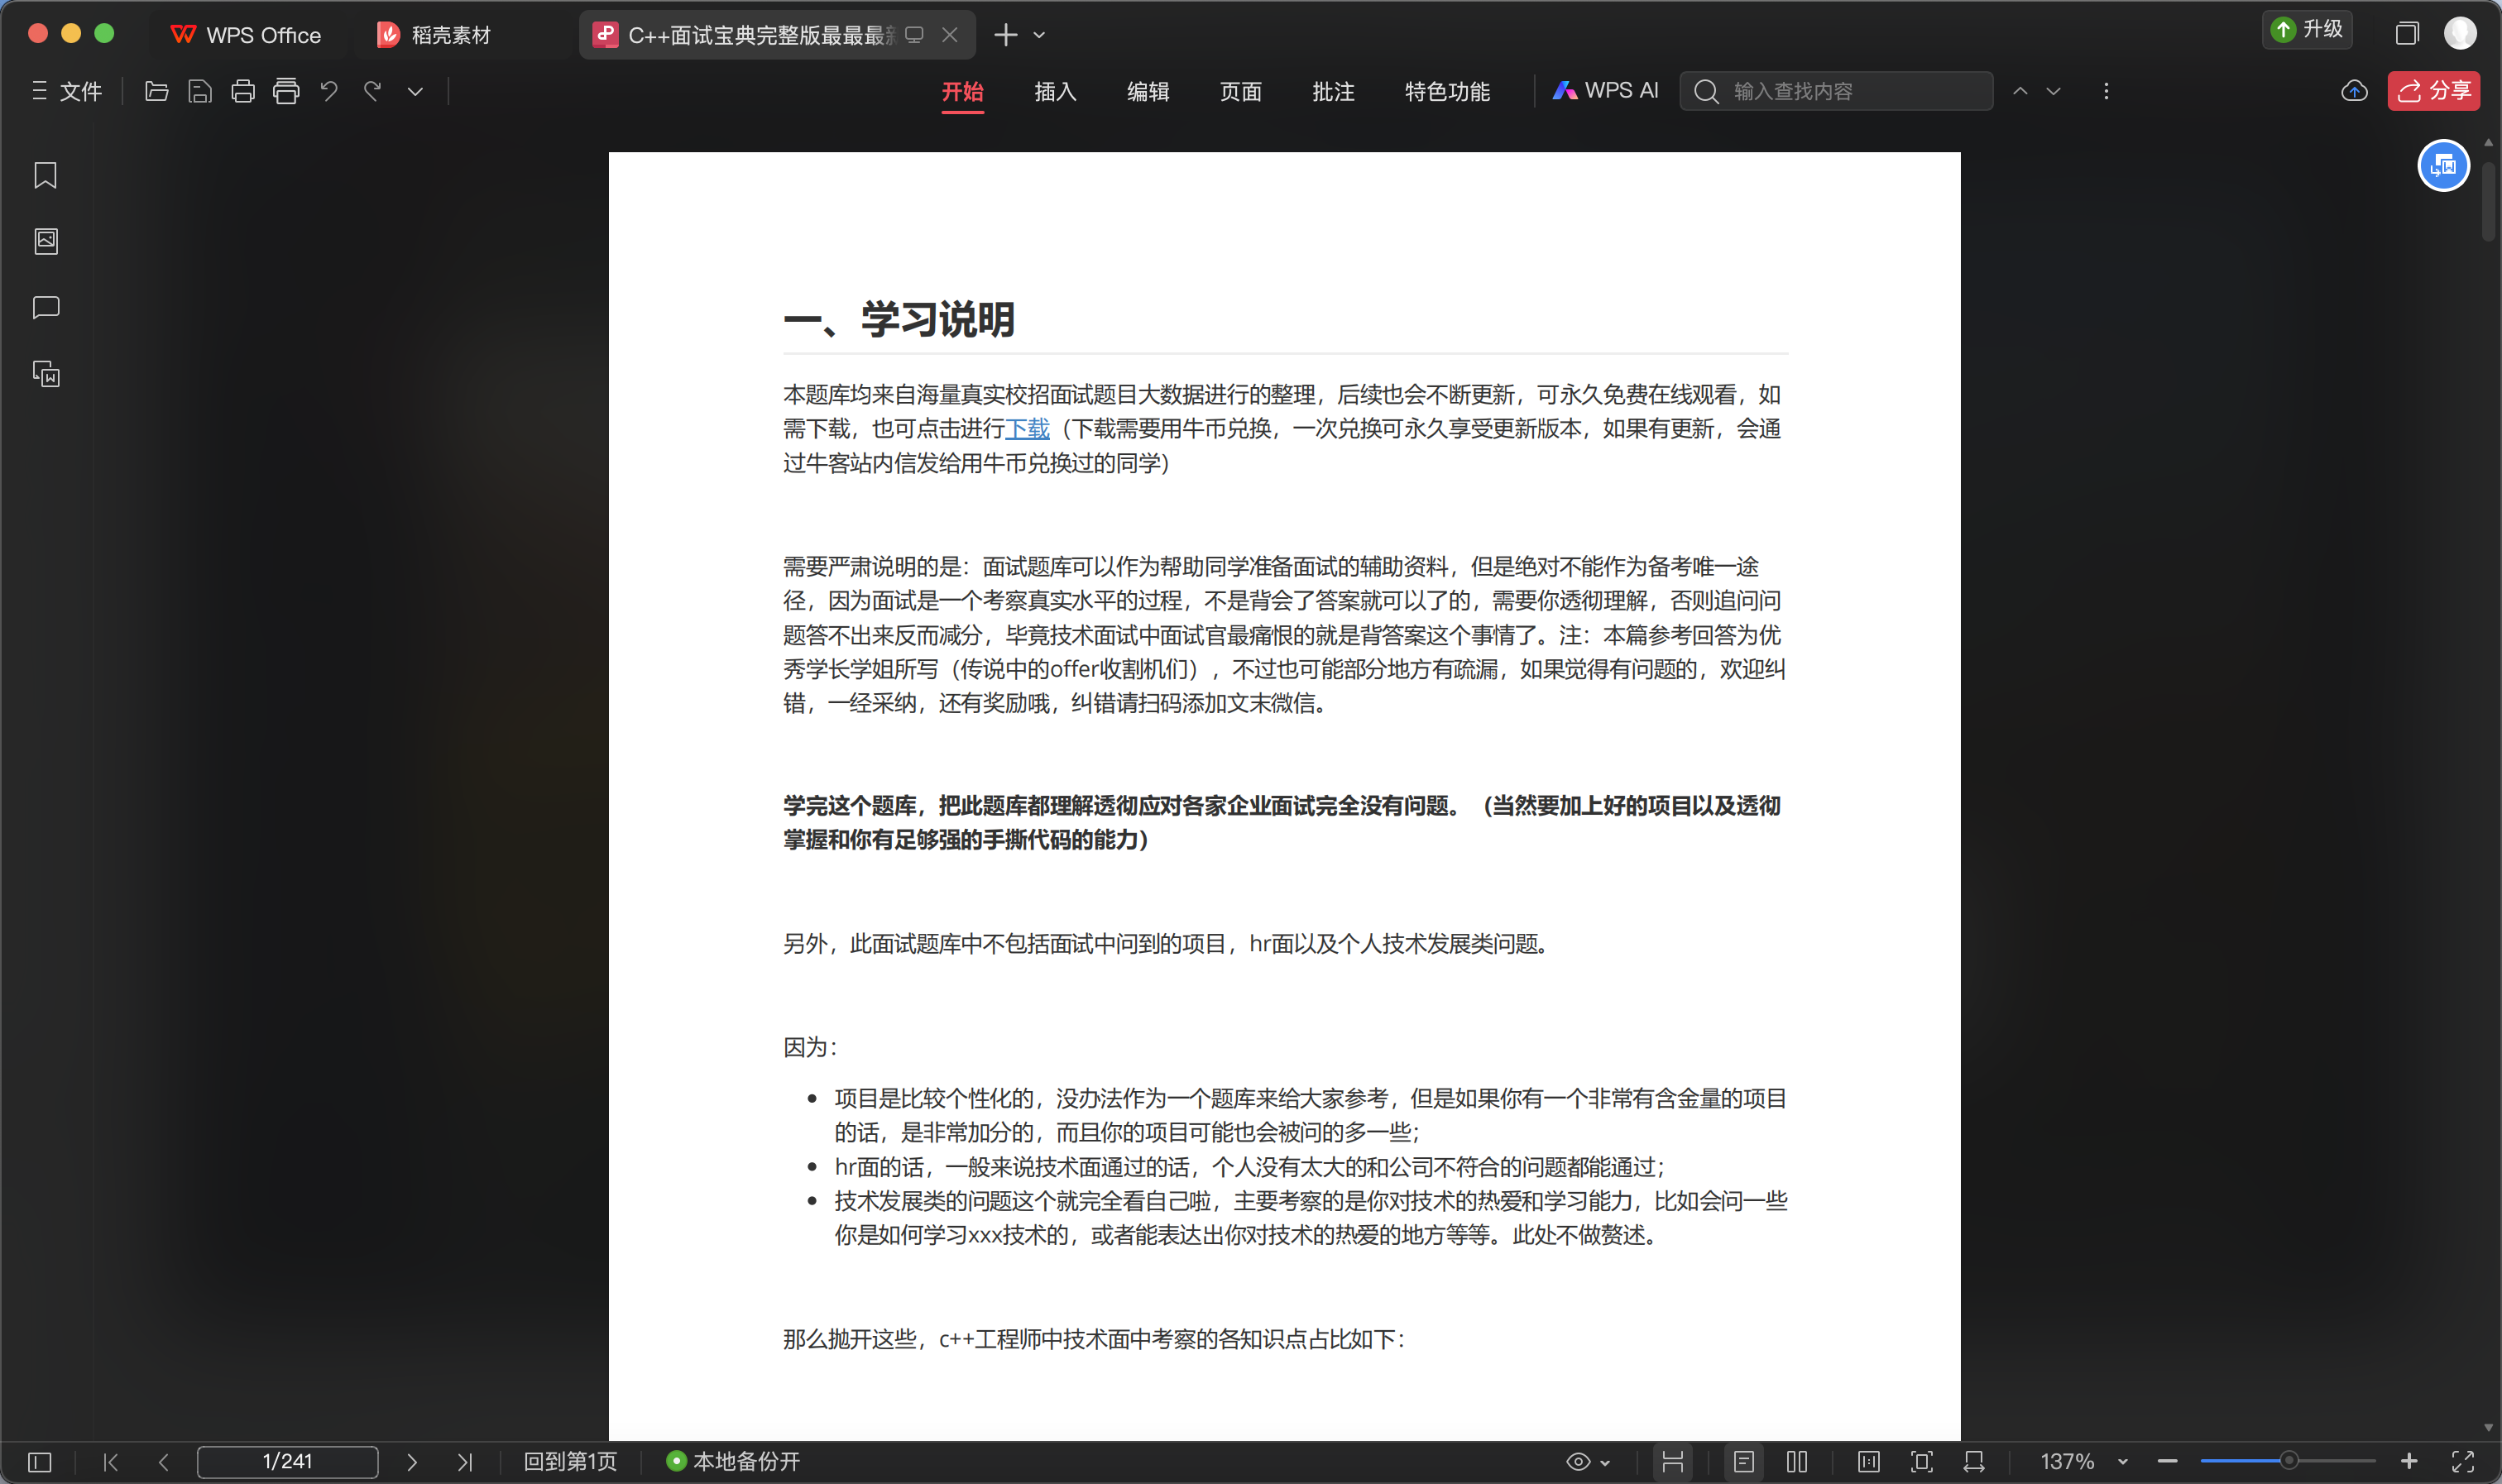 WPS Office
稻壳素材
C++面试宝典完整版最最最
升级
文件
开始
插入
编辑
页面
批注
特色功能
WPS AI
输入查找内容
分享
一、学习说明
本题库均来自海量真实校招面试题目大数据进行的整理，后续也会不断更新，可永久免费在线观看，如
需下载，也可点击进行下载（下载需要用牛币兑换，一次兑换可永久享受更新版本，如果有更新，会通
过牛客站内信发给用牛币兑换过的同学）
需要严肃说明的是：面试题库可以作为帮助同学准备面试的辅助资料，但是绝对不能作为备考唯一途
径，因为面试是一个考察真实水平的过程，不是背会了答案就可以了的，需要你透彻理解，否则追问问
题答不出来反而减分，毕竟技术面试中面试官最痛恨的就是背答案这个事情了。注：本篇参考回答为优
秀学长学姐所写（传说中的offer收割机们），不过也可能部分地方有疏漏，如果觉得有问题的，欢迎纠
错，一经采纳，还有奖励哦，纠错请扫码添加文末微信。
学完这个题库，把此题库都理解透彻应对各家企业面试完全没有问题。（当然要加上好的项目以及透彻
掌握和你有足够强的手撕代码的能力）
另外，此面试题库中不包括面试中问到的项目，hr面以及个人技术发展类问题。
因为：
• 项目是比较个性化的，没办法作为一个题库来给大家参考，但是如果你有一个非常有含金量的项目
的话，是非常加分的，而且你的项目可能也会被问的多一些；
• hr面的话，一般来说技术面通过的话，个人没有太大的和公司不符合的问题都能通过；
• 技术发展类的问题这个就完全看自己啦，主要考察的是你对技术的热爱和学习能力，比如会问一些
你是如何学习xxx技术的，或者能表达出你对技术的热爱的地方等等。此处不做赘述。
那么抛开这些，c++工程师中技术面中考察的各知识点占比如下：
1/241
回到第1页
本地备份开
137%